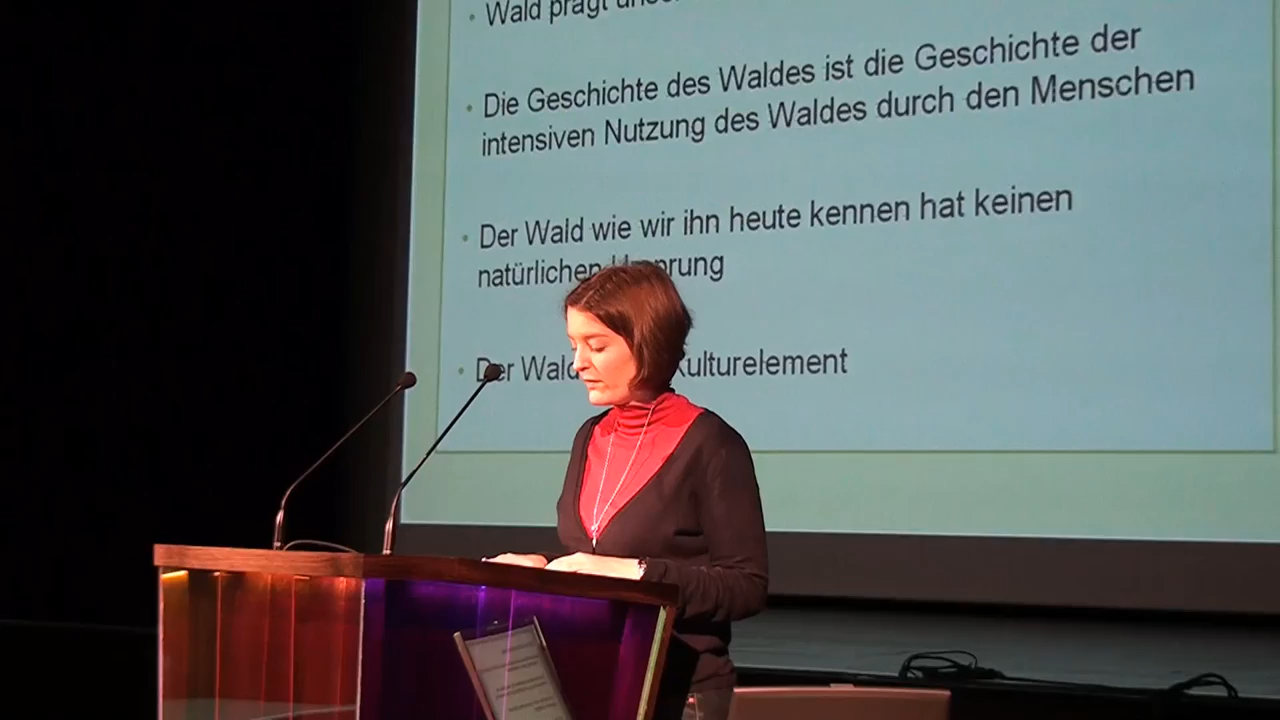 Wald prägt
Die Geschichte des Waldes ist die Geschichte der
intensiven Nutzung des Waldes durch den Menschen
Der Wald wie wir ihn heute kennen hat keinen
natürlichen
Der Wald Kulturelement